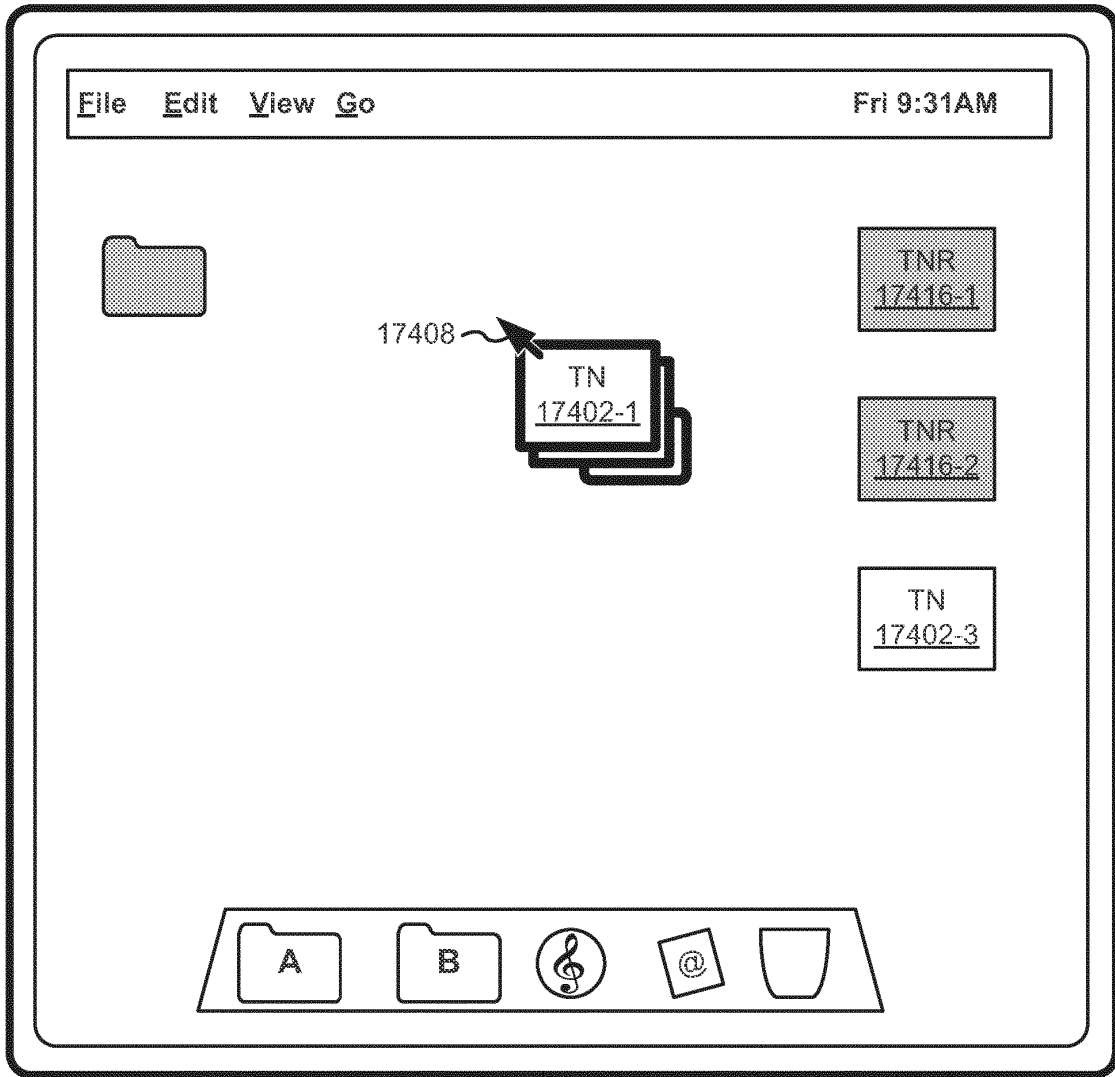 File Edit View Go Fri 9:31AM
TNR
17416-1
17408
TN
17402-1
TNR
17416-2
TN
17402-3
A B @